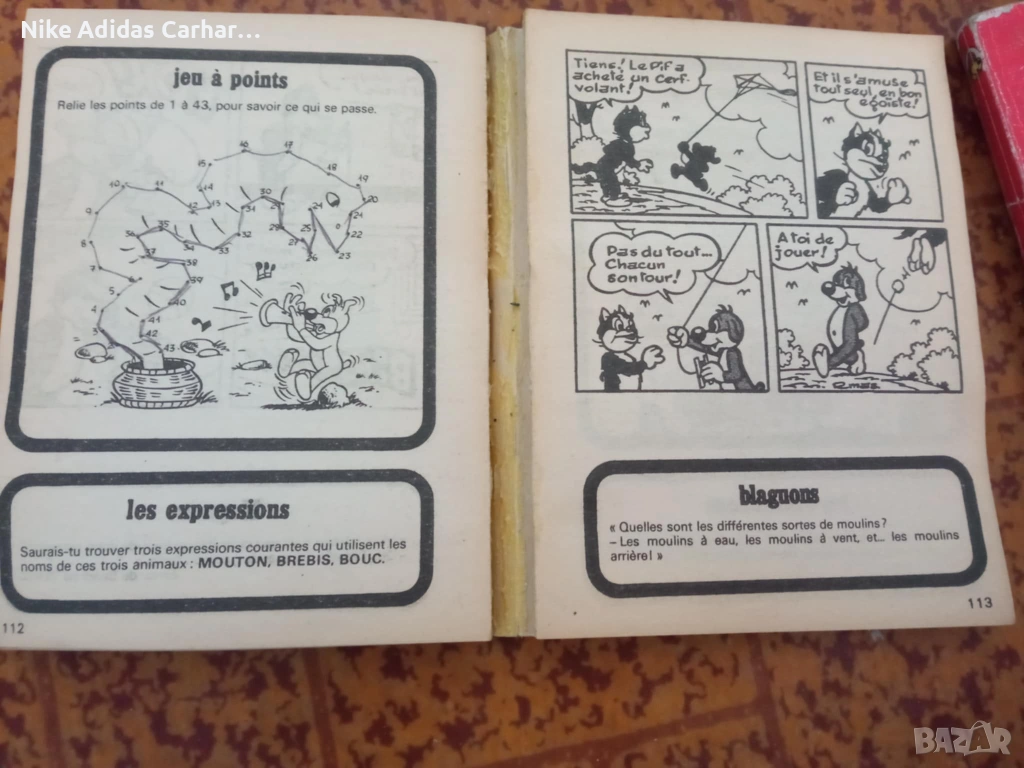 Nike Adidas Carhar...
jeu à points
Relie les points de 1 à 43, pour savoir ce qui se passe.
les expressions
Saurais-tu trouver trois expressions courantes qui utilisent les
noms de ces trois animaux : MOUTON, BREBIS, BOUC.
112
Tiens! Le Pif a
acheté un cerf-
volant!
Et il s'amuse
tout seul, en bon
égoïste!
Pas du tout...
Chacun
son tour!
A toi de
jouer!
blaguons
« Quelles sont les différentes sortes de moulins?
– Les moulins à eau, les moulins à vent, et... les moulins
arrière! »
113
BAZAR